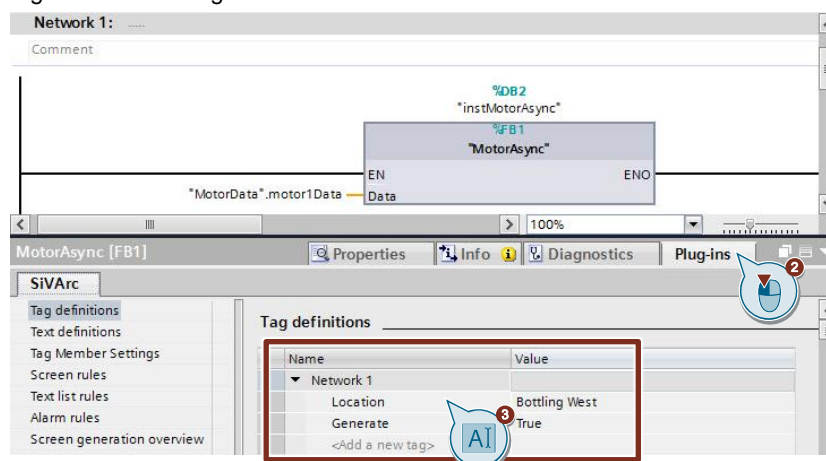 Network 1: .....
Comment
%DB2
"instMotorAsync"
%FB1
"MotorAsync"
EN ENO
"MotorData".motor1Data Data
100%
MotorAsync [FB1] Properties Info Diagnostics Plug-ins
2
SiVArc
Tag definitions
Text definitions
Tag Member Settings
Screen rules
Text list rules
Alarm rules
Screen generation overview
Tag definitions
Name Value
Network 1
Location Bottling West
Generate True
3
<Add a new tag>
AI